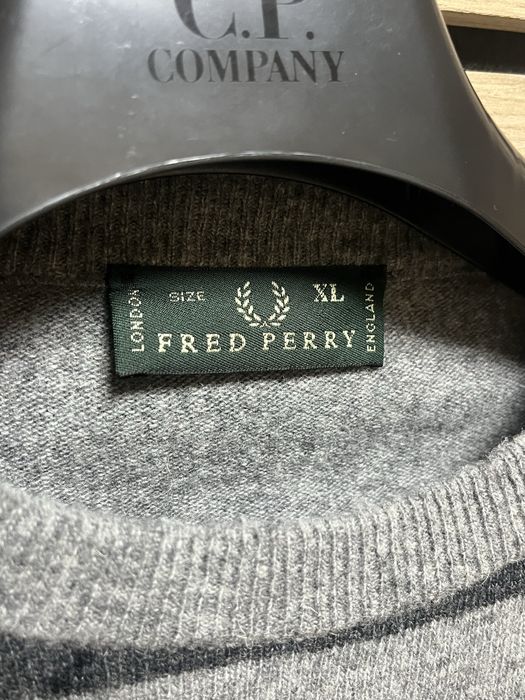 C.P.
COMPANY
LONDON
SIZE
XL
FRED PERRY
ENGLAND